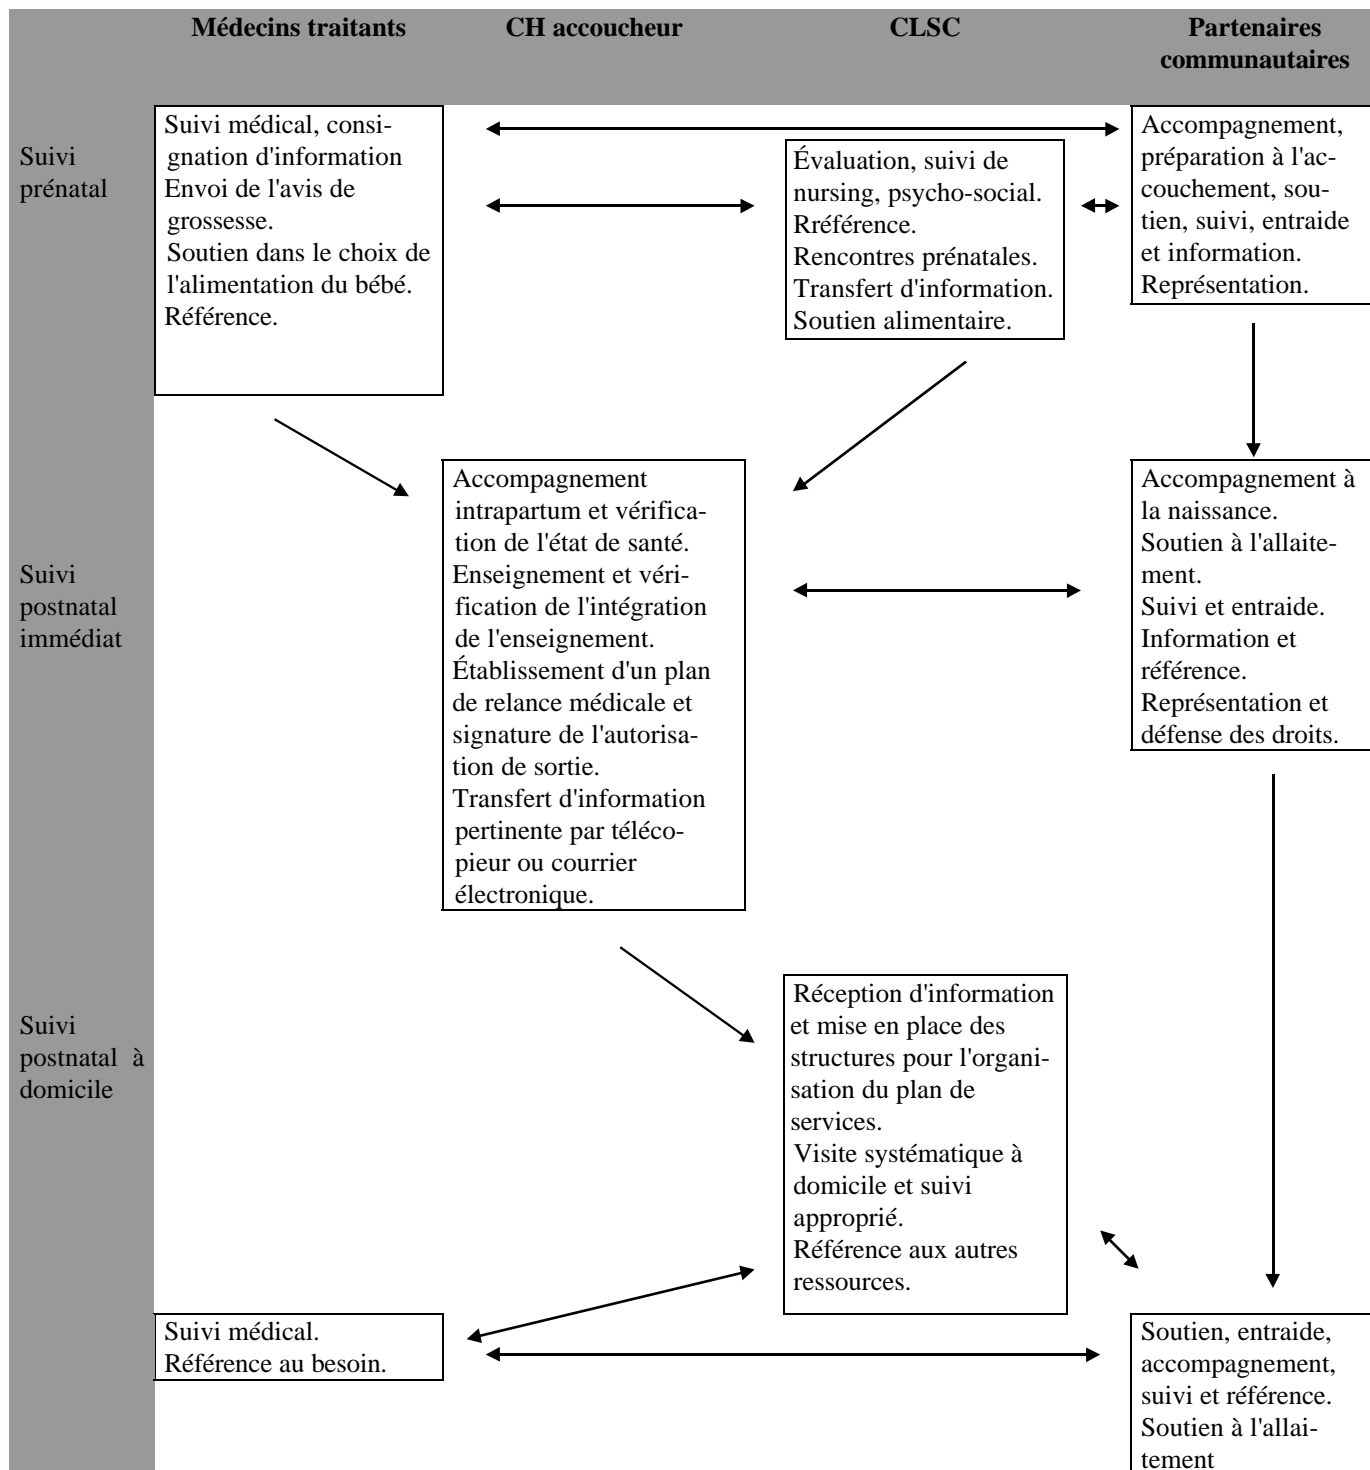 Médecins traitants
CH accoucheur
CLSC
Partenaires
communautaires
Suivi
prénatal
Suivi médical, consi-
gnation d'information
Envoi de l'avis de
grossesse.
Soutien dans le choix de
l'alimentation du bébé.
Référence.
Évaluation, suivi de
nursing, psycho-social.
Rréférence.
Rencontres prénatales.
Transfert d'information.
Soutien alimentaire.
Accompagnement,
préparation à l'ac-
couchement, sou-
tien, suivi, entraide
et information.
Représentation.
Suivi
postnatal
immédiat
Accompagnement
intrapartum et vérifica-
tion de l'état de santé.
Enseignement et véri-
fication de l'intégration
de l'enseignement.
Établissement d'un plan
de relance médicale et
signature de l'autorisa-
tion de sortie.
Transfert d'information
pertinente par téléco-
pieur ou courrier
électronique.
Accompagnement à
la naissance.
Soutien à l'allaite-
ment.
Suivi et entraide.
Information et
référence.
Représentation et
défense des droits.
Suivi
postnatal à
domicile
Réception d'information
et mise en place des
structures pour l'organi-
sation du plan de
services.
Visite systématique à
domicile et suivi
approprié.
Référence aux autres
ressources.
Suivi médical.
Référence au besoin.
Soutien, entraide,
accompagnement,
suivi et référence.
Soutien à l'allai-
tement